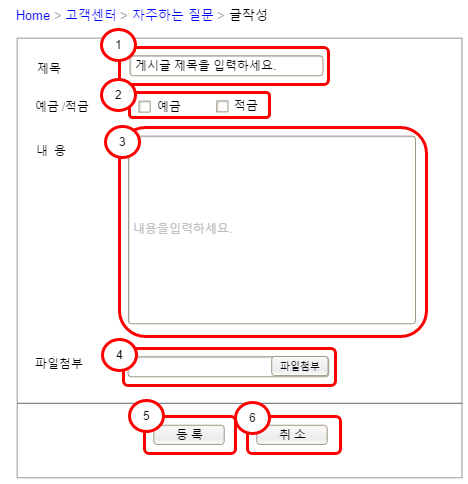 Home > 고객센터 > 자주하는 질문 > 글작성
1
제목 게시글 제목을 입력하세요.
2
예금 /적금 예금 적금
3
내 용
내용을입력하세요.
4
파일첨부 파일첨부
5 6
등 록 취 소